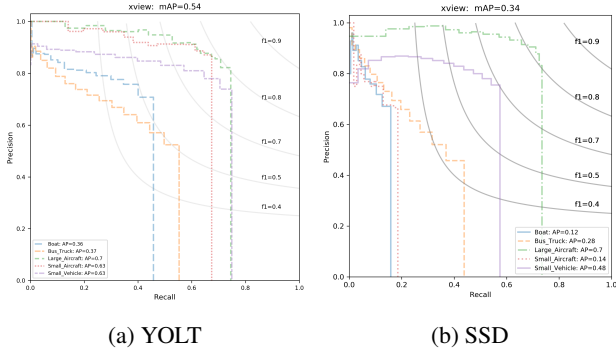 xview: mAP=0.54
1.0
0.8
0.6
0.4
0.2
0.0
Precision
f1=0.9
f1=0.8
f1=0.7
f1=0.5
f1=0.4
Boat: AP=0.36
Bus_Truck: AP=0.37
Large_Aircraft: AP=0.7
Small_Aircraft: AP=0.63
Small_Vehicle: AP=0.63
0.0 0.2 0.4 0.6 0.8 1.0
Recall
(a) YOLT
xview: mAP=0.34
1.0
0.8
0.6
0.4
0.2
0.0
Precision
f1=0.9
f1=0.8
f1=0.7
f1=0.5
f1=0.4
Boat: AP=0.12
Bus_Truck: AP=0.28
Large_Aircraft: AP=0.7
Small_Aircraft: AP=0.14
Small_Vehicle: AP=0.48
0.0 0.2 0.4 0.6 0.8 1.0
Recall
(b) SSD